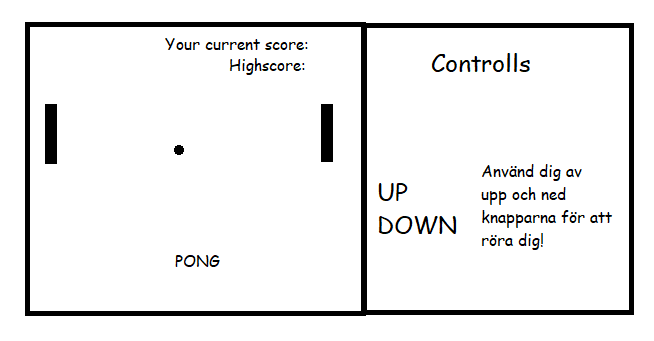 Your current score:
Highscore:
PONG
Controlls
UP
DOWN
Använd dig av
upp och ned
knapparna för att
röra dig!